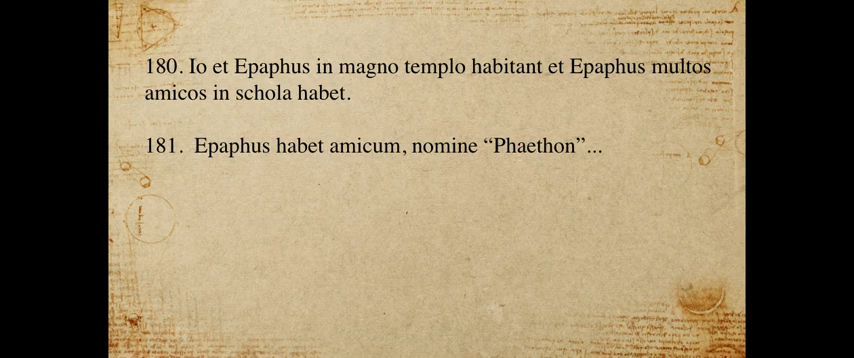 180. Io et Epaphus in magno templo habitant et Epaphus multos
amicos in schola habet.
181. Epaphus habet amicum, nomine “Phaethon”...